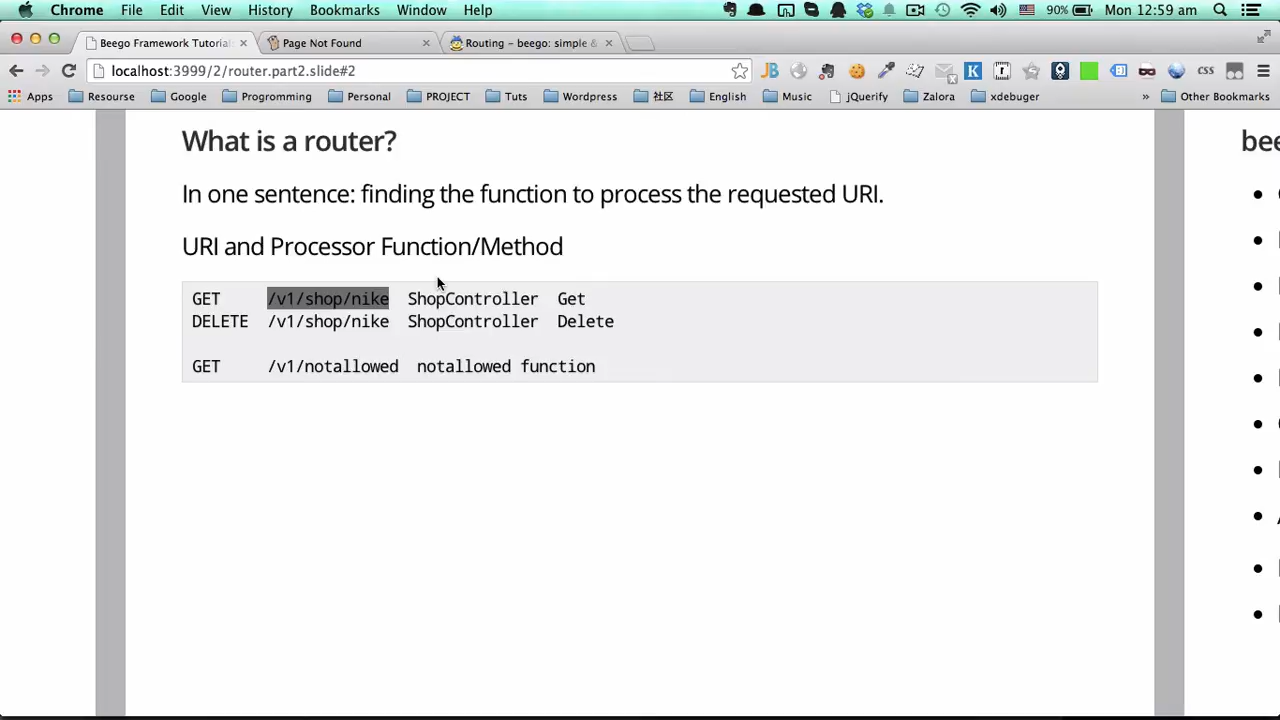 Chrome File Edit View History Bookmarks Window Help 90% Mon 12:59 am
Beego Framework Tutorial Page Not Found Routing – beego: simple &
localhost:3999/2/router.part2.slide#2
Apps Resourse Google Programming Personal PROJECT Tuts Wordpress 社区 English Music jQuerify Zalora xdebuger » Other Bookmarks
What is a router?
bee
In one sentence: finding the function to process the requested URI.
URI and Processor Function/Method
GET /v1/shop/nike ShopController Get
DELETE /v1/shop/nike ShopController Delete
GET /v1/notallowed notallowed function